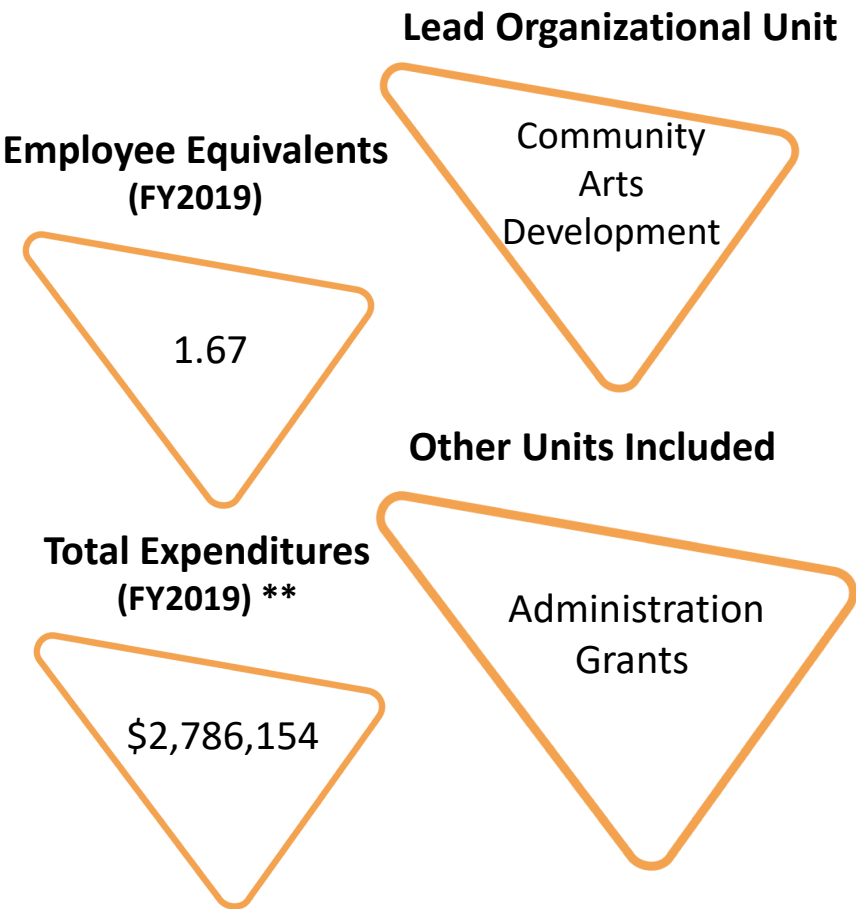 Lead Organizational Unit
Community
Arts
Development
Employee Equivalents
(FY2019)
1.67
Other Units Included
Administration
Grants
Total Expenditures
(FY2019) **
$2,786,154